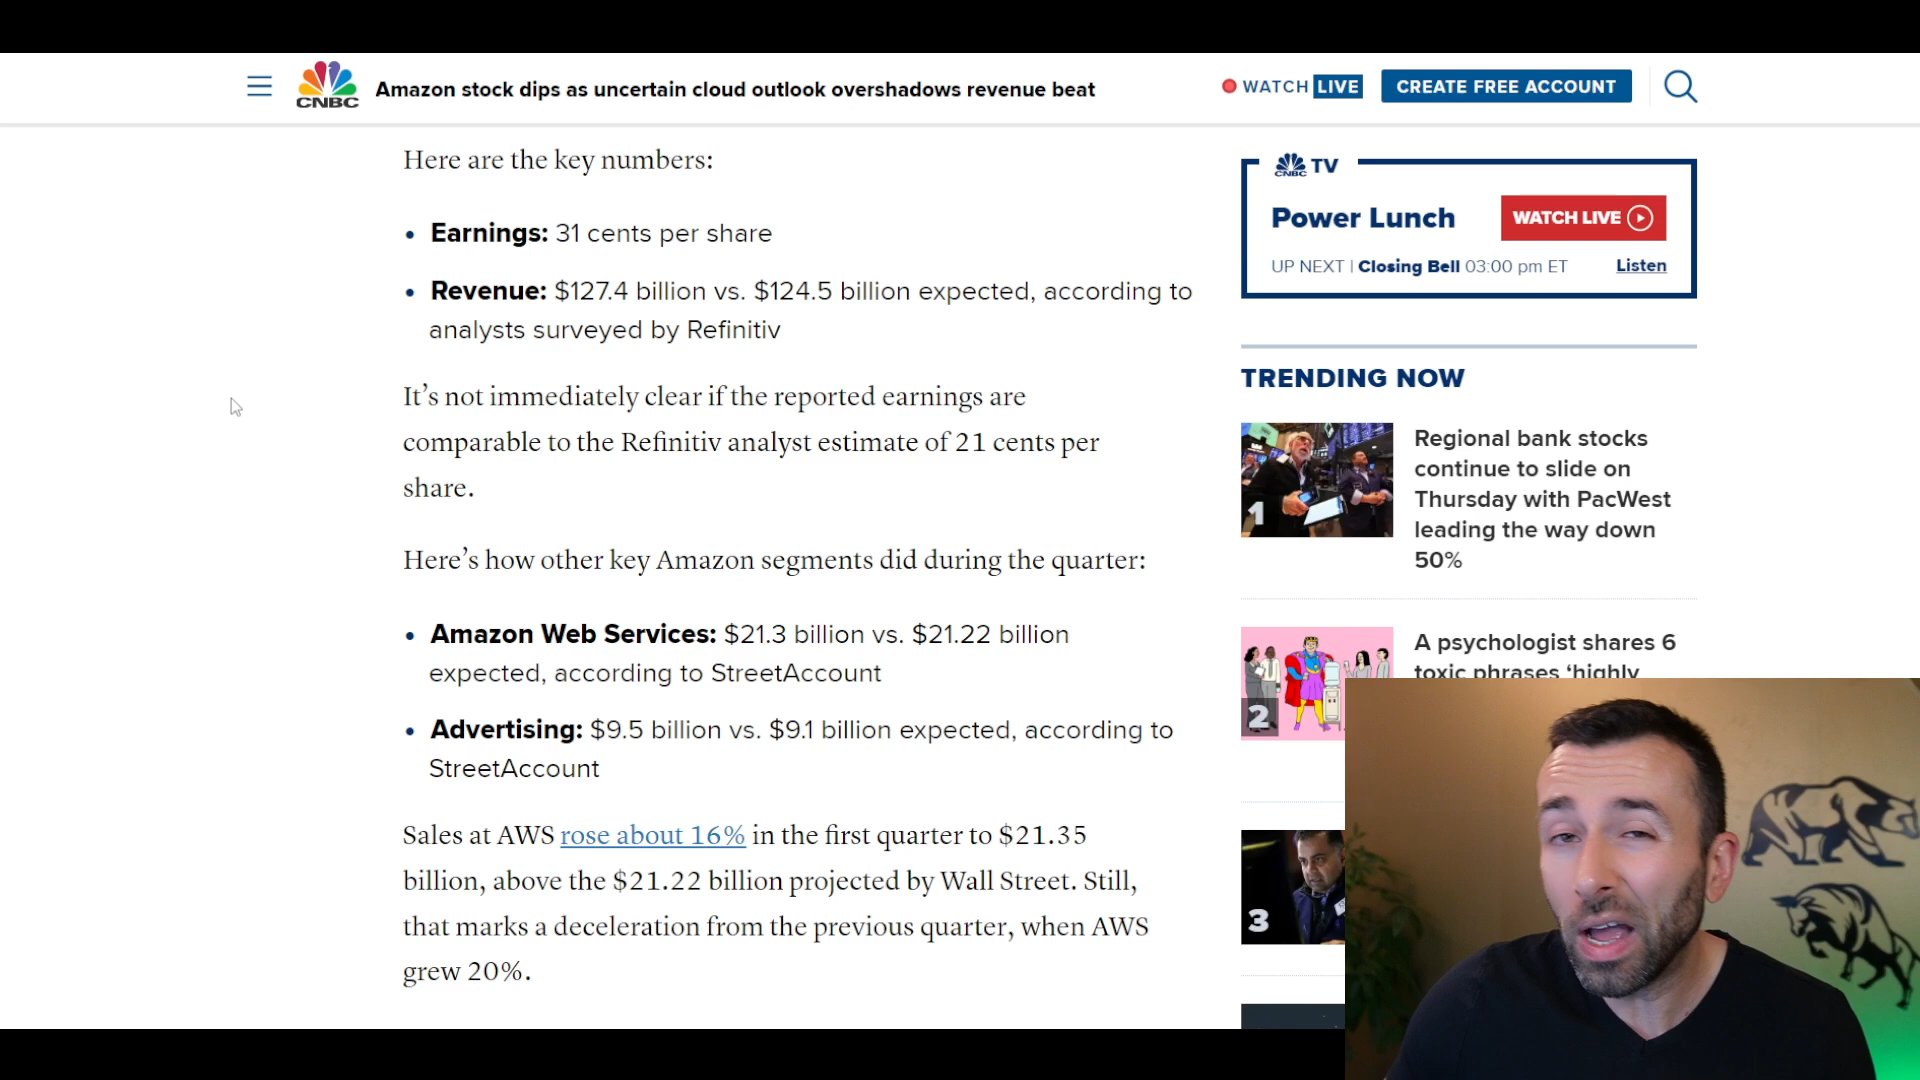 CNBC
Amazon stock dips as uncertain cloud outlook overshadows revenue beat
WATCH LIVE
CREATE FREE ACCOUNT
Here are the key numbers:
• Earnings: 31 cents per share
• Revenue: $127.4 billion vs. $124.5 billion expected, according to
analysts surveyed by Refinitiv
It’s not immediately clear if the reported earnings are
comparable to the Refinitiv analyst estimate of 21 cents per
share.
Here’s how other key Amazon segments did during the quarter:
• Amazon Web Services: $21.3 billion vs. $21.22 billion
expected, according to StreetAccount
• Advertising: $9.5 billion vs. $9.1 billion expected, according to
StreetAccount
Sales at AWS rose about 16% in the first quarter to $21.35
billion, above the $21.22 billion projected by Wall Street. Still,
that marks a deceleration from the previous quarter, when AWS
grew 20%.
CNBC TV
Power Lunch
WATCH LIVE
UP NEXT | Closing Bell 03:00 pm ET
Listen
TRENDING NOW
1
Regional bank stocks
continue to slide on
Thursday with PacWest
leading the way down
50%
2
A psychologist shares 6
toxic phrases ‘highly
3